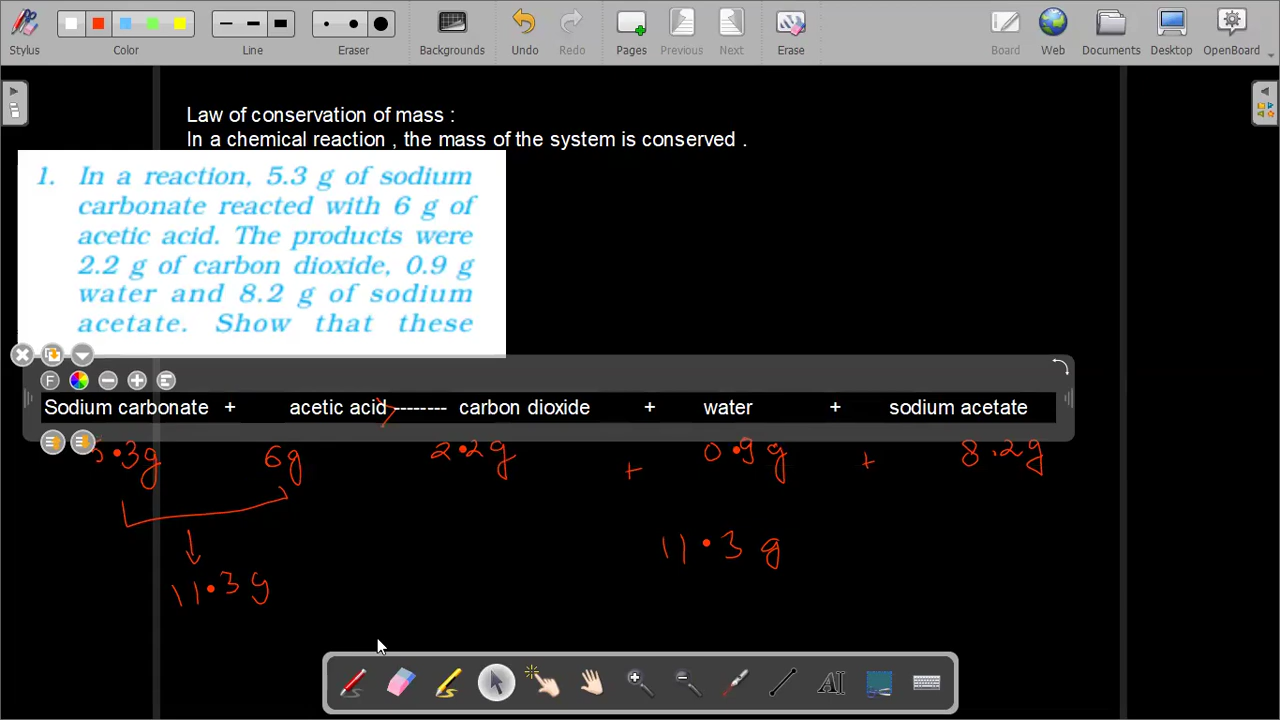 Stylus Color Line Eraser Backgrounds Undo Redo Pages Previous Next Erase Board Web Documents Desktop OpenBoard
Law of conservation of mass :
In a chemical reaction , the mass of the system is conserved .
1. In a reaction, 5.3 g of sodium
carbonate reacted with 6 g of
acetic acid. The products were
2.2 g of carbon dioxide, 0.9 g
water and 8.2 g of sodium
acetate. Show that these
F
Sodium carbonate + acetic acid -------- carbon dioxide + water + sodium acetate
5.3g 6g 2.2g + 0.9g + 8.2g
11.3g
11.3 g
AI